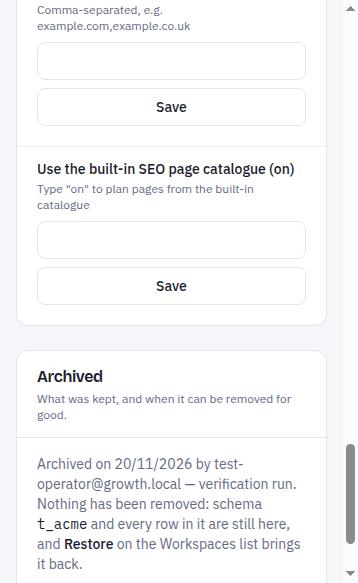 Comma-separated, e.g.
example.com,example.co.uk
Save
Use the built-in SEO page catalogue (on)
Type "on" to plan pages from the built-in
catalogue
Save
Archived
What was kept, and when it can be removed for
good.
Archived on 20/11/2026 by test-
operator@growth.local — verification run.
Nothing has been removed: schema
t_acme and every row in it are still here,
and Restore on the Workspaces list brings
it back.